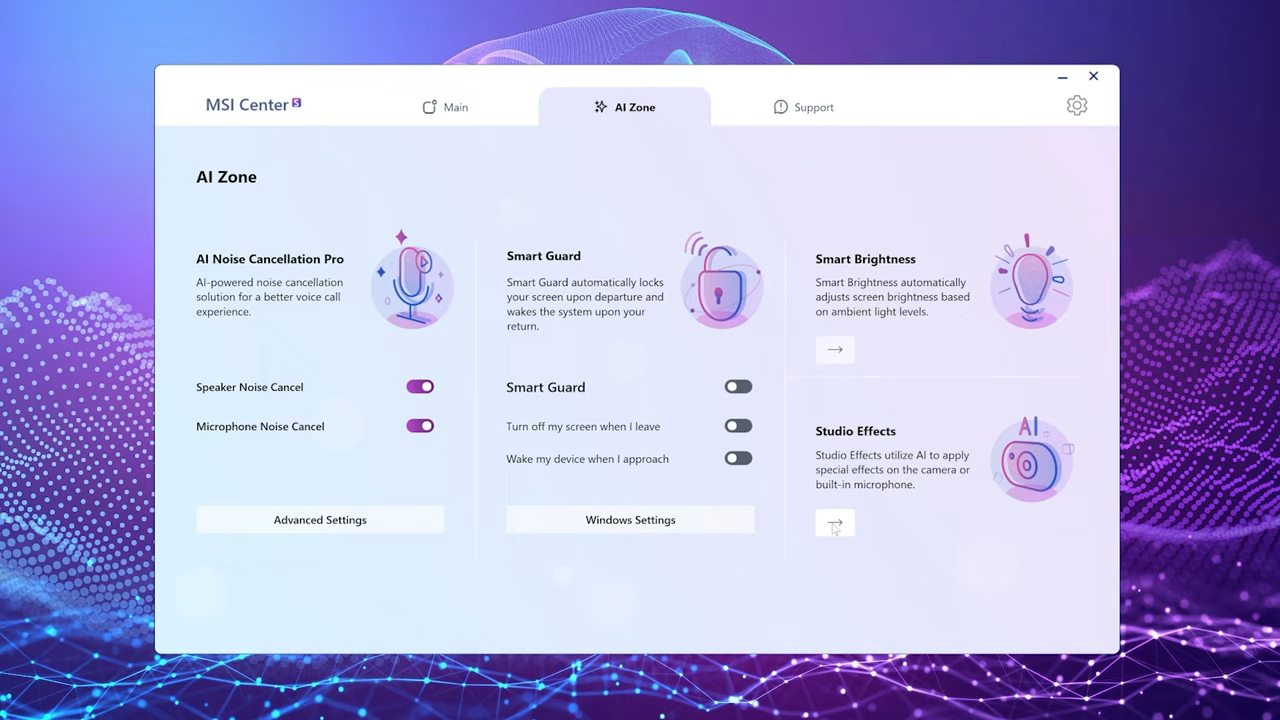 MSI Center S
Main
AI Zone
Support
AI Zone
AI Noise Cancellation Pro
AI-powered noise cancellation
solution for a better voice call
experience.
Speaker Noise Cancel
Microphone Noise Cancel
Advanced Settings
Smart Guard
Smart Guard automatically locks
your screen upon departure and
wakes the system upon your
return.
Smart Guard
Turn off my screen when I leave
Wake my device when I approach
Windows Settings
Smart Brightness
Smart Brightness automatically
adjusts screen brightness based
on ambient light levels.
AI
Studio Effects
Studio Effects utilize AI to apply
special effects on the camera or
built-in microphone.